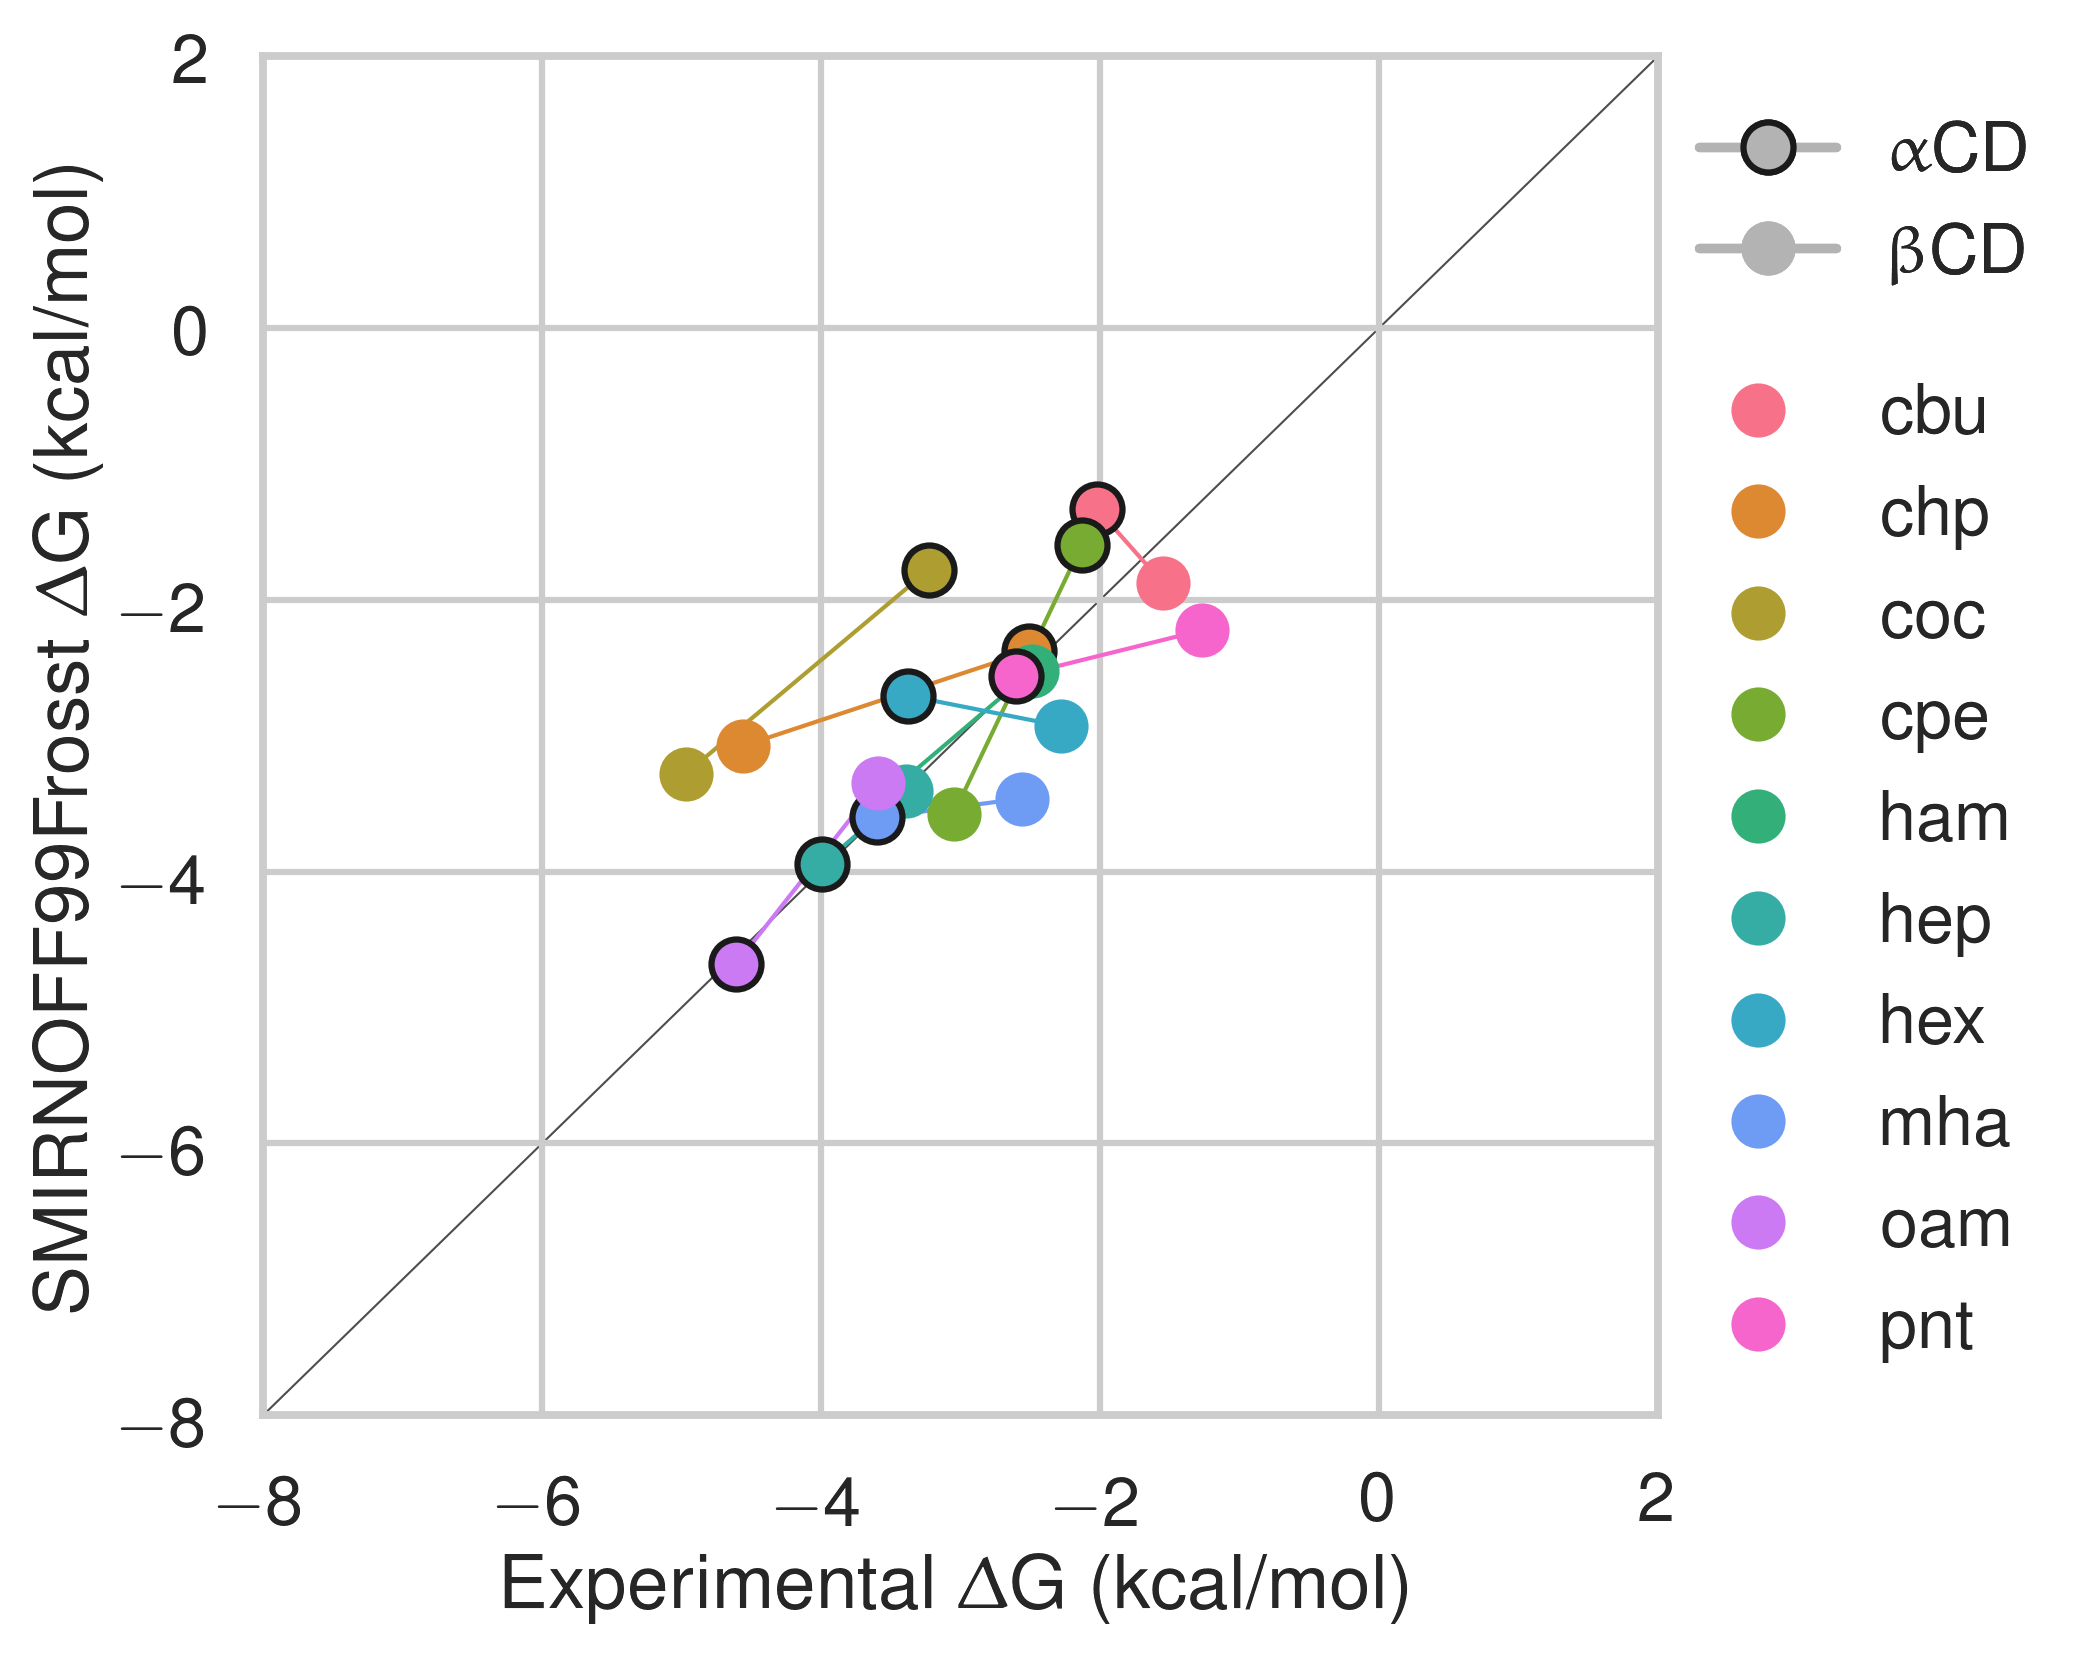 SMIRNOFF99Frosst ΔG (kcal/mol)
2
0
−2
−4
−6
−8
−8 −6 −4 −2 0 2
Experimental ΔG (kcal/mol)
αCD
βCD
cbu
chp
coc
cpe
ham
hep
hex
mha
oam
pnt